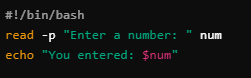 #!/bin/bash
read -p "Enter a number: " num
echo "You entered: $num"